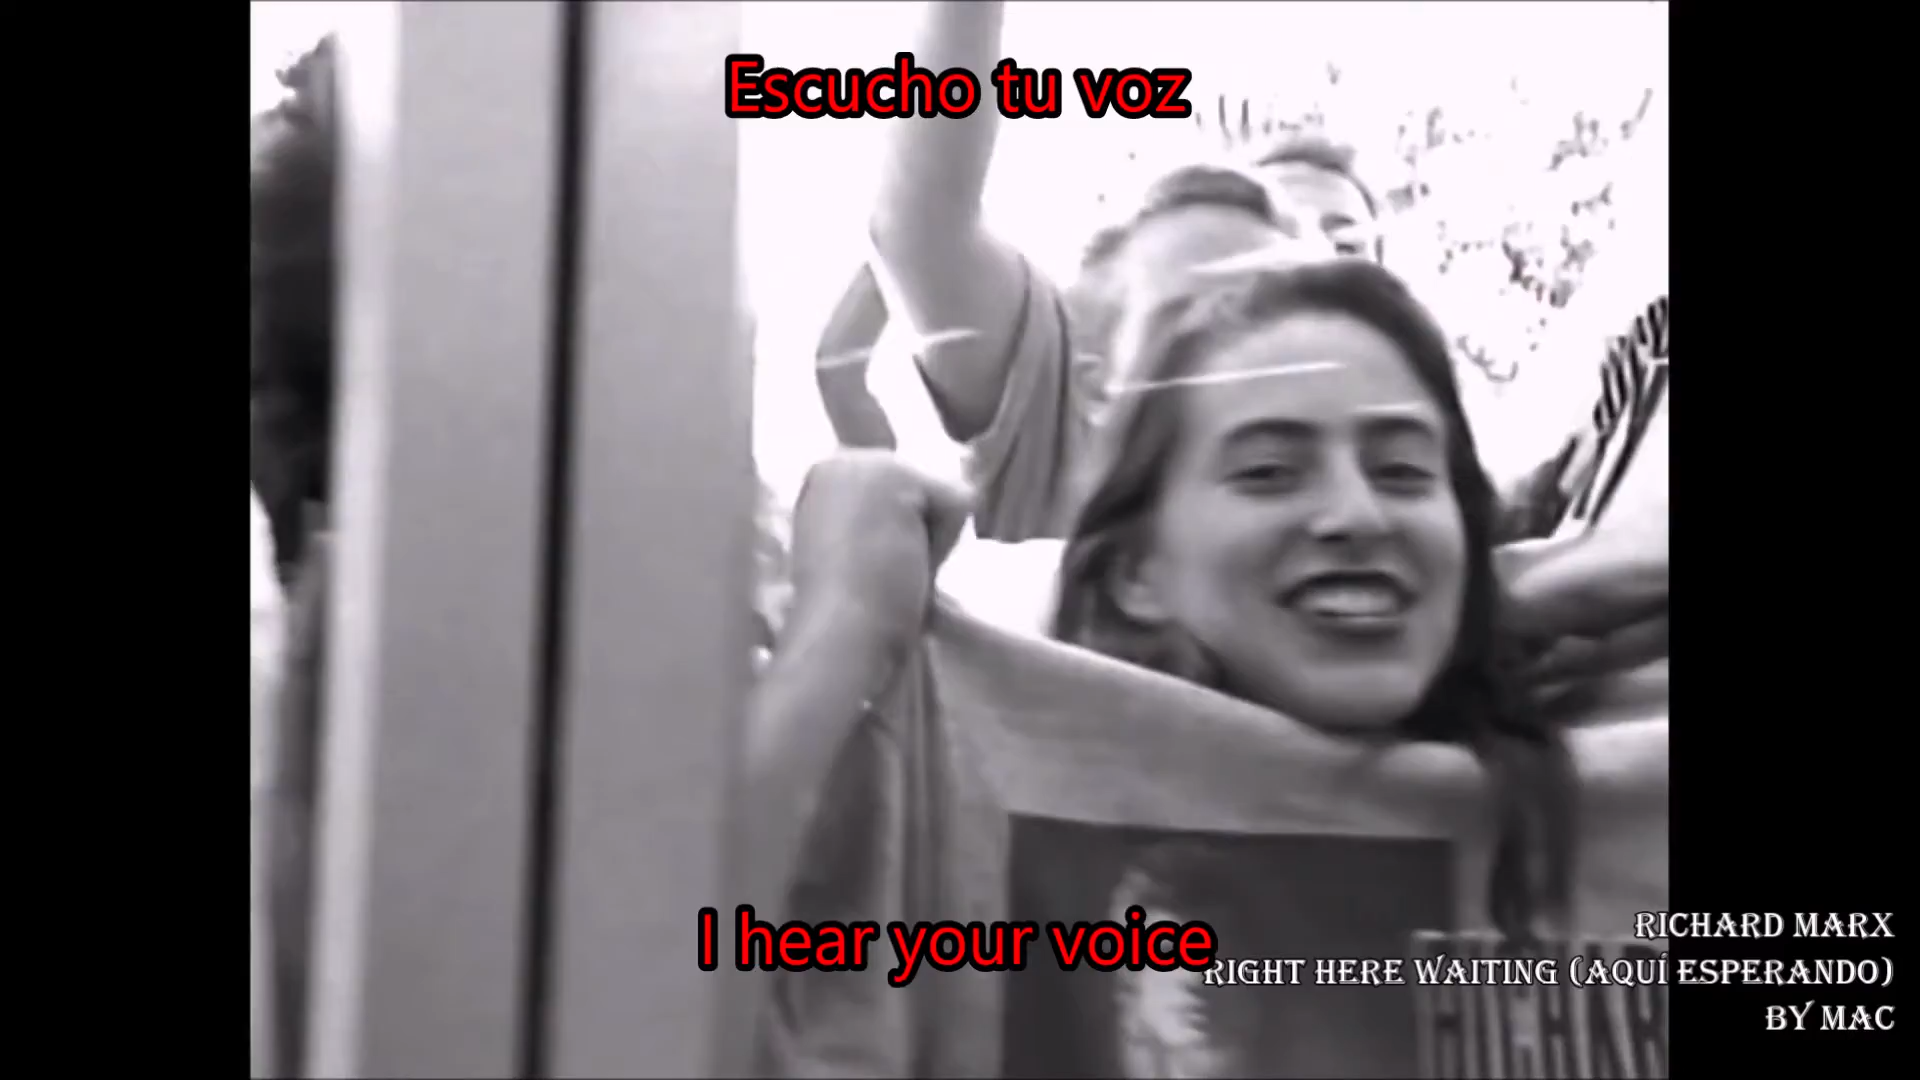 Escucho tu voz
I hear your voice
RICHARD MARX
RIGHT HERE WAITING (AQUÍ ESPERANDO)
BY MAC